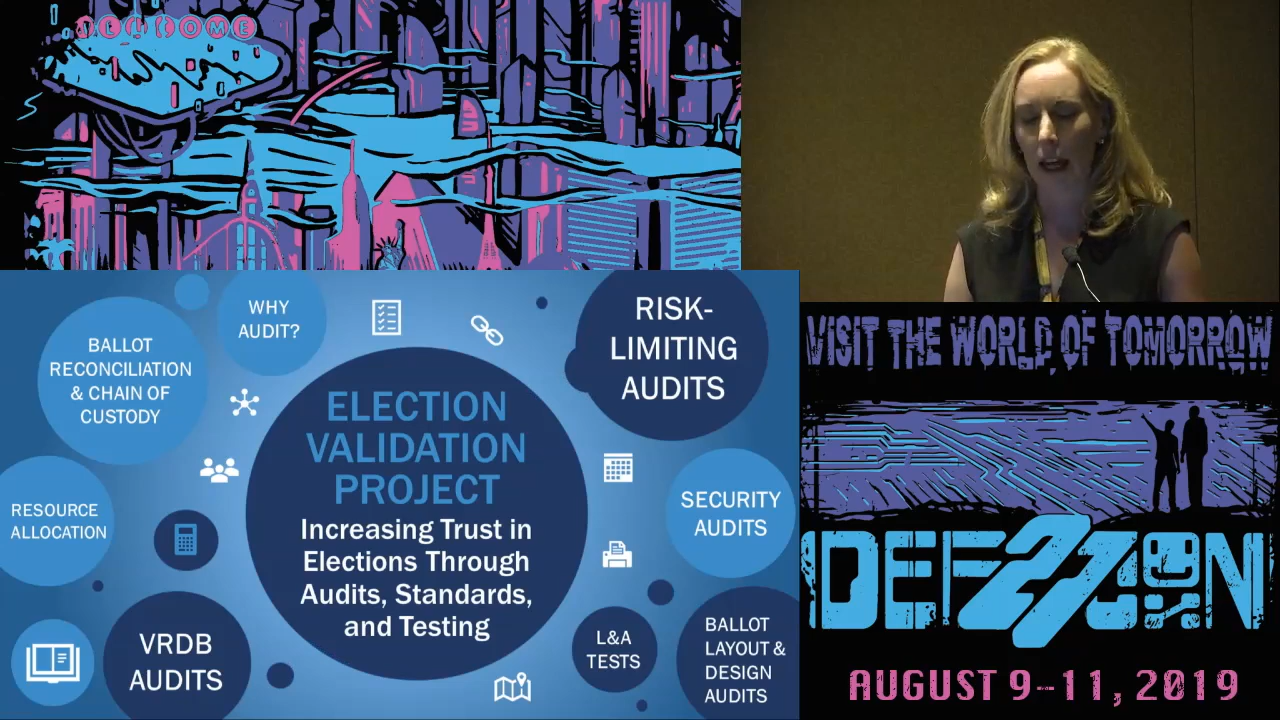 WELCOME
WHY
AUDIT?
BALLOT
RECONCILIATION
& CHAIN OF
CUSTODY
RESOURCE
ALLOCATION
VRDB
AUDITS
ELECTION
VALIDATION
PROJECT
Increasing Trust in
Elections Through
Audits, Standards,
and Testing
RISK-
LIMITING
AUDITS
SECURITY
AUDITS
L&A
TESTS
BALLOT
LAYOUT &
DESIGN
AUDITS
VISIT THE WORLD OF TOMORROW
DEF27CON
AUGUST 9-11, 2019